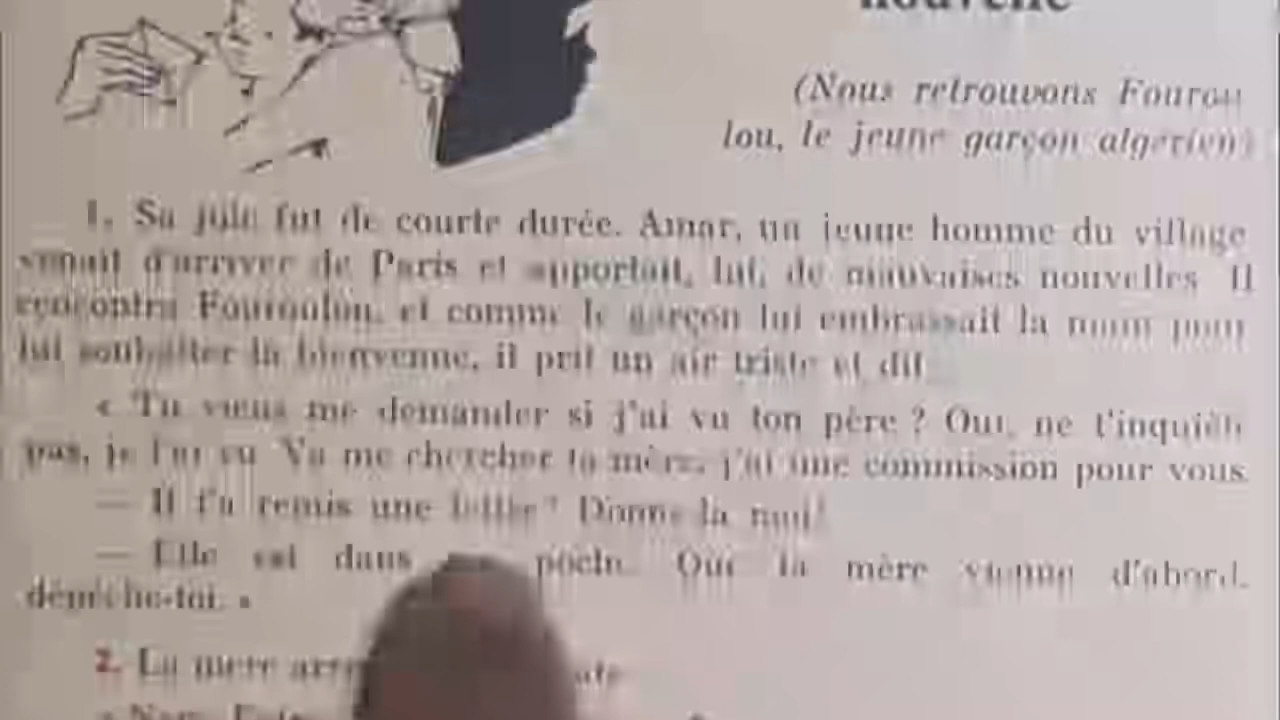 nouvelle
(Nous retrouvons Fourou
lou, le jeune garçon algérien)
1. Sa joie fut de courte durée. Amar, un jeune homme du village
venait d'arriver de Paris et apportait, lui, de mauvaises nouvelles. Il
rencontra Fouroulou, et comme le garçon lui embrassait la main pour
lui souhaiter la bienvenue, il prit un air triste et dit
« Tu viens me demander si j'ai vu ton père ? Oui, ne t'inquiète
pas, je l'ai vu. Va me chercher ta mère, j'ai une commission pour vous
— Il t'a remis une lettre ? Donne-la moi!
— Elle est dans poche. Que ta mère vienne d'abord.
dépêche-toi. »
2. La mère